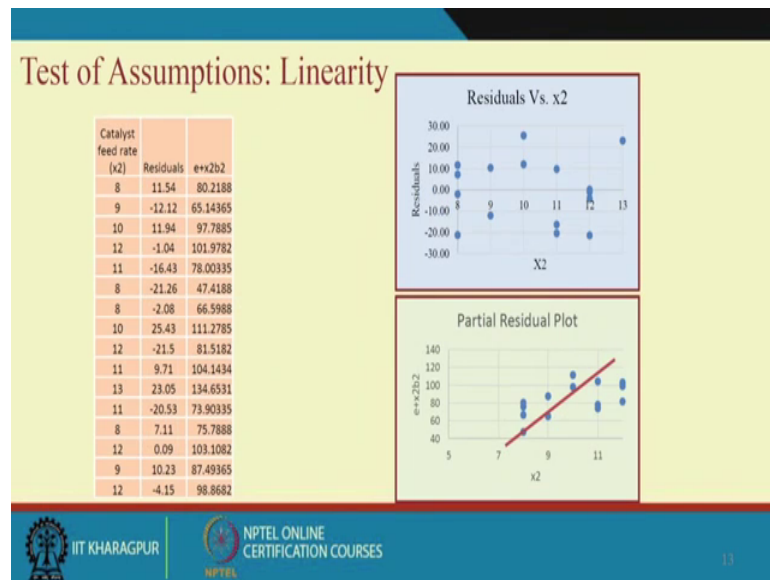 Test of Assumptions: Linearity
Catalyst
feed rate
(x2) Residuals e+x2b2
8 11.54 80.2188
9 -12.12 65.14365
10 11.94 97.7885
12 -1.04 101.9782
11 -16.43 78.00335
8 -21.26 47.4188
8 -2.08 66.5988
10 25.43 111.2785
12 -21.5 81.5182
11 9.71 104.1434
13 23.05 134.6531
11 -20.53 73.90335
8 7.11 75.7888
12 0.09 103.1082
9 10.23 87.49365
12 -4.15 98.8682
Residuals Vs. x2
30.00
20.00
10.00
0.00
-10.00
-20.00
-30.00
Residuals
8 9 10 11 12 13
X2
Partial Residual Plot
140
120
100
80
60
40
e+x2b2
5 7 9 11
x2
IIT KHARAGPUR
NPTEL
NPTEL ONLINE
CERTIFICATION COURSES
13